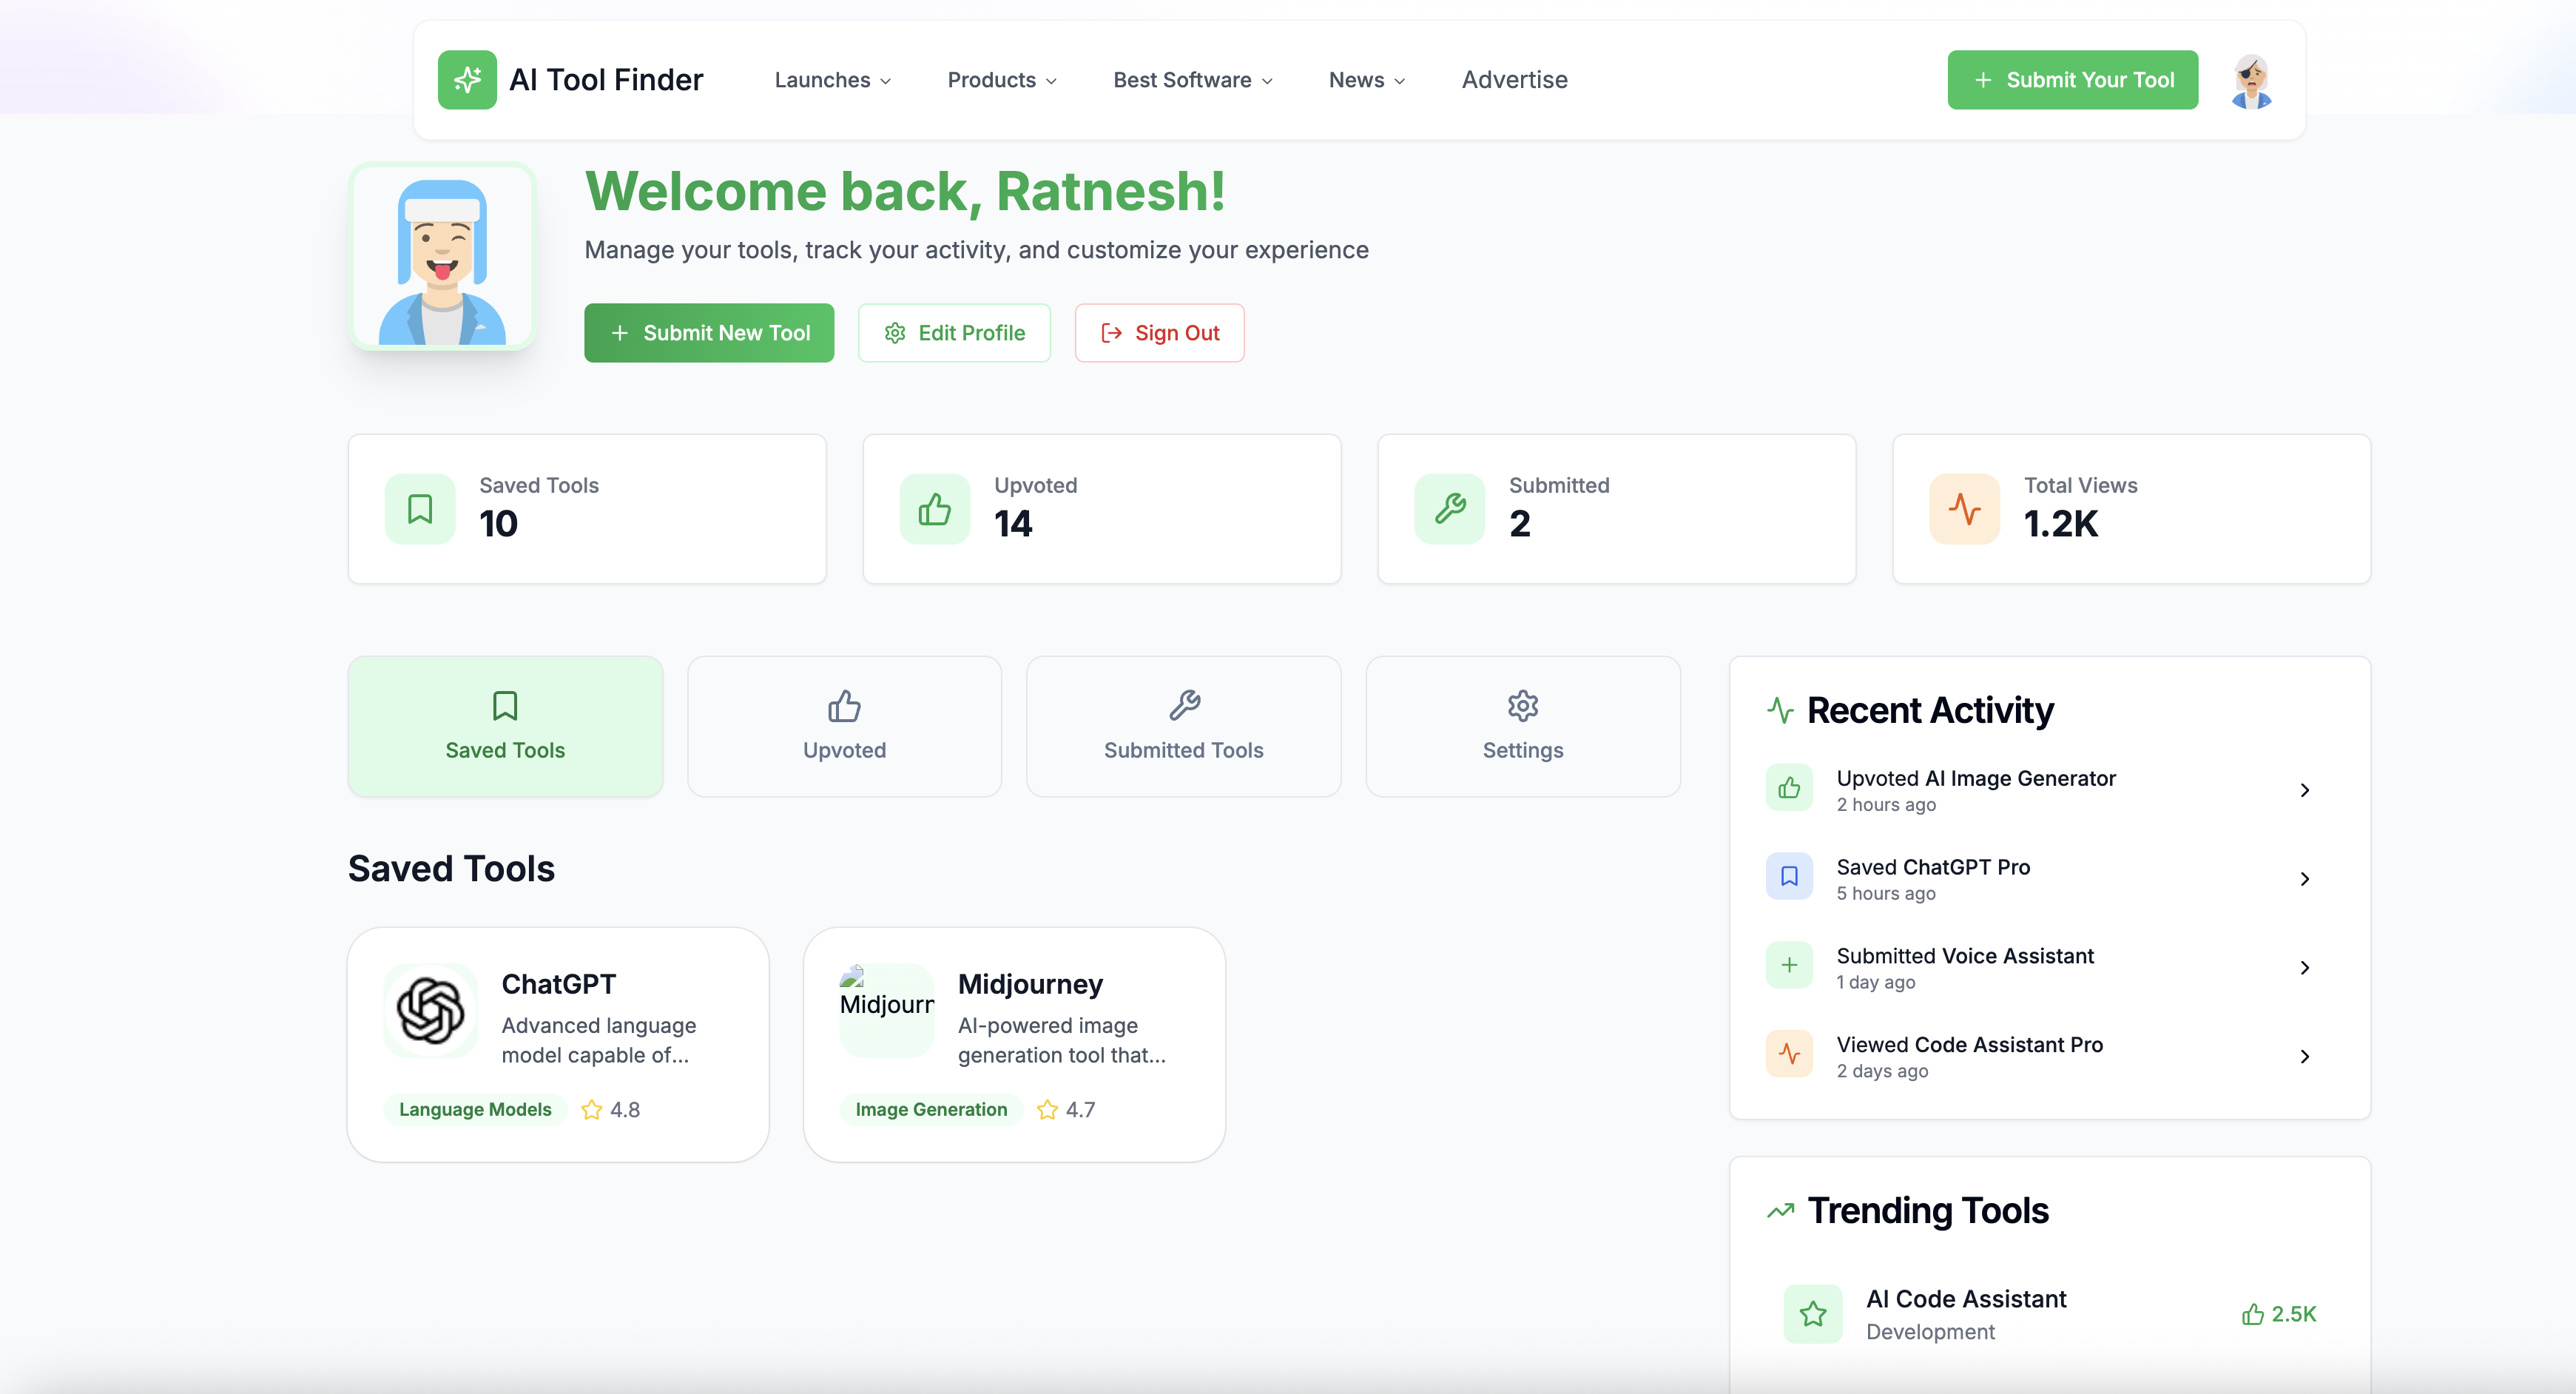 AI Tool Finder
Launches
Products
Best Software
News
Advertise
Submit Your Tool
Welcome back, Ratnesh!
Manage your tools, track your activity, and customize your experience
Submit New Tool
Edit Profile
Sign Out
Saved Tools
10
Upvoted
14
Submitted
2
Total Views
1.2K
Saved Tools
Upvoted
Submitted Tools
Settings
Saved Tools
ChatGPT
Advanced language
model capable of...
Language Models
4.8
Midjourn
Midjourney
AI-powered image
generation tool that...
Image Generation
4.7
Recent Activity
Upvoted AI Image Generator
2 hours ago
Saved ChatGPT Pro
5 hours ago
Submitted Voice Assistant
1 day ago
Viewed Code Assistant Pro
2 days ago
Trending Tools
AI Code Assistant
Development
2.5K